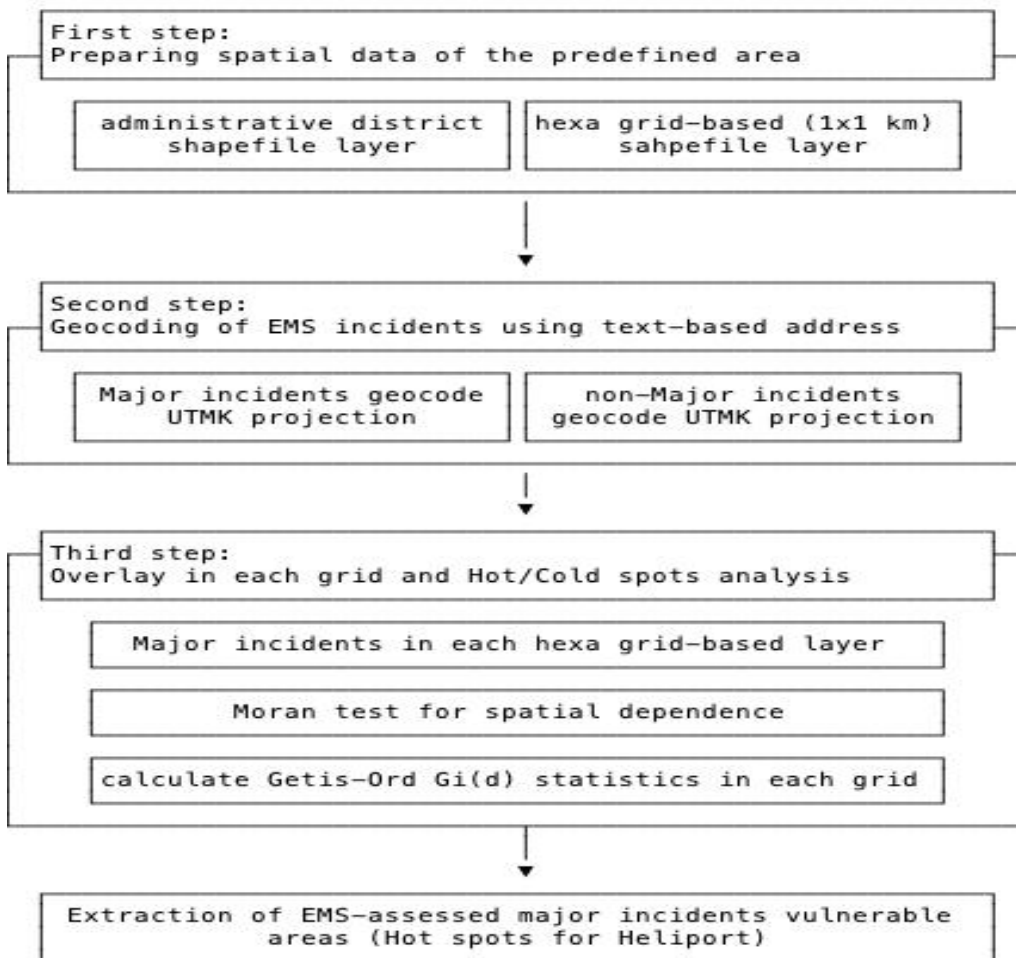 First step:
Preparing spatial data of the predefined area
administrative district
shapefile layer
hexa grid-based (1x1 km)
sahpefile layer
Second step:
Geocoding of EMS incidents using text-based address
Major incidents geocode
UTMK projection
non-Major incidents
geocode UTMK projection
Third step:
Overlay in each grid and Hot/Cold spots analysis
Major incidents in each hexa grid-based layer
Moran test for spatial dependence
calculate Getis-Ord Gi(d) statistics in each grid
Extraction of EMS-assessed major incidents vulnerable
areas (Hot spots for Heliport)